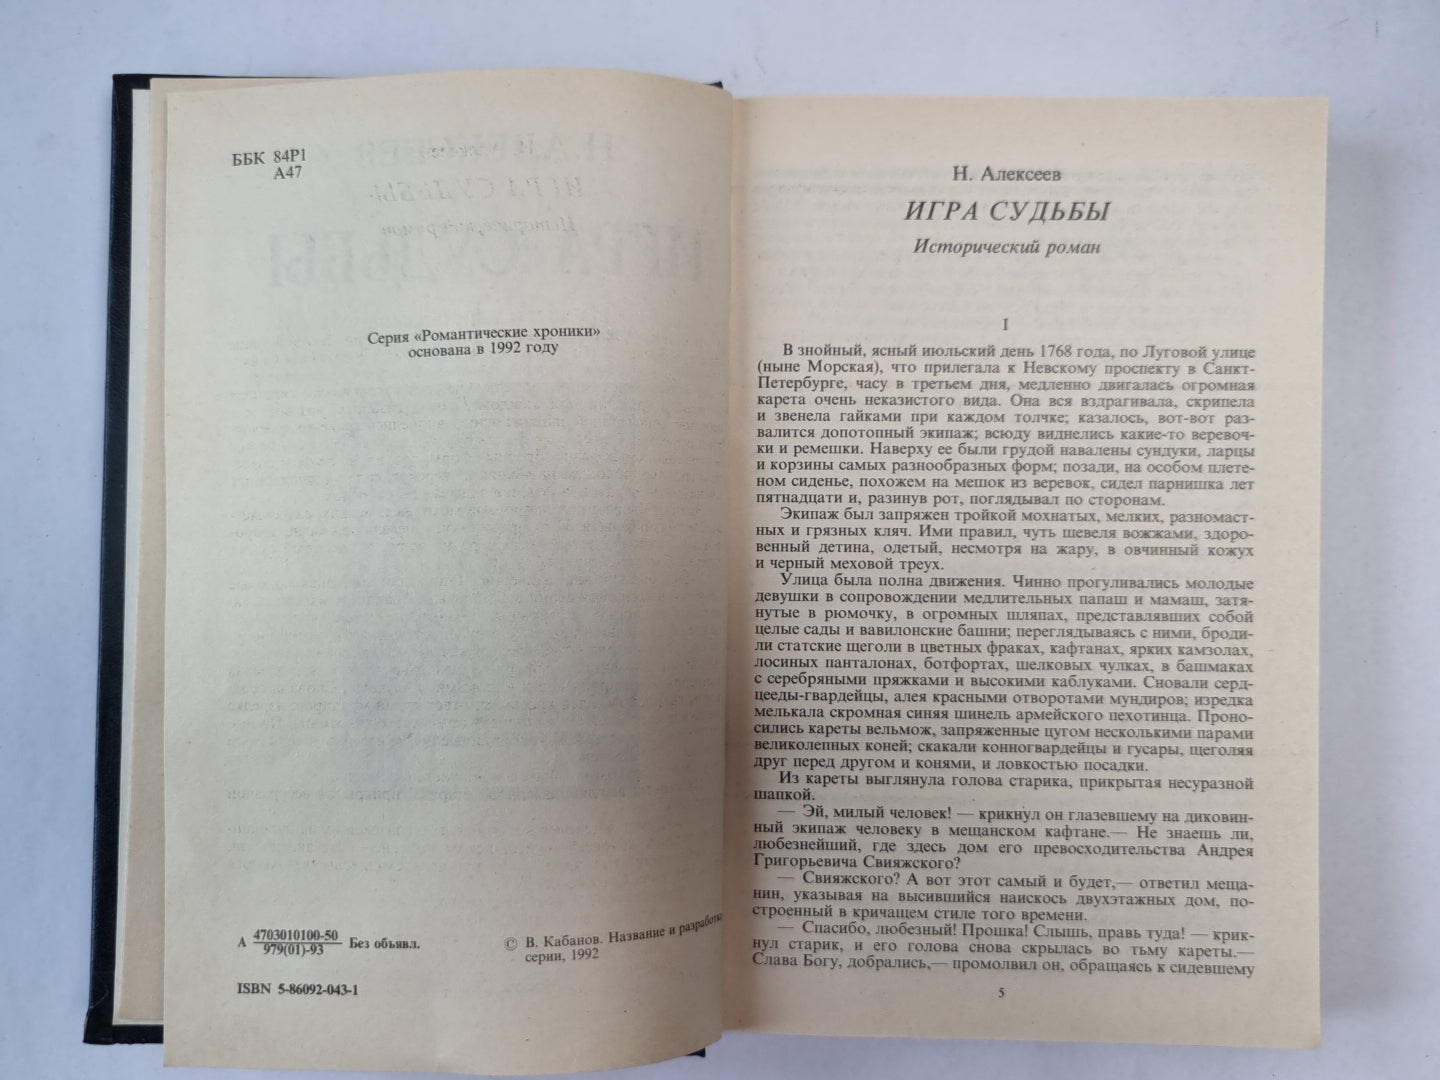 ББК 84Р1
А47
Серия «Романтические хроники»
основана в 1992 году
А 4703010100-50
979(01)-93 Без объявл.
© В. Кабанов. Название и разработка
серии, 1992
ISBN 5-86092-043-1
Н. Алексеев
ИГРА СУДЬБЫ
Исторический роман
I
В знойный, ясный июльский день 1768 года, по Луговой улице
(ныне Морская), что прилегала к Невскому проспекту в Санкт-
Петербурге, часу в третьем дня, медленно двигалась огромная
карета очень неказистого вида. Она вся вздрагивала, скрипела
и звенела гайками при каждом толчке; казалось, вот-вот раз-
валится допотопный экипаж; всюду виднелись какие-то веревоч-
ки и ремешки. Наверху ее были грудой навалены сундуки, ларцы
и корзины самых разнообразных форм; позади, на особом плете-
ном сиденье, похожем на мешок из веревок, сидел парнишка лет
пятнадцати и, разинув рот, поглядывал по сторонам.
Экипаж был запряжен тройкой мохнатых, мелких, разномаст-
ных и грязных кляч. Ими правил, чуть шевеля вожжами, здоро-
венный детина, одетый, несмотря на жару, в овчинный кожух
и черный меховой треух.
Улица была полна движения. Чинно прогуливались молодые
девушки в сопровождении медлительных папаш и мамаш, затя-
нутые в рюмочку, в огромных шляпах, представлявших собой
целые сады и вавилонские башни; переглядываясь с ними, броди-
ли статские щеголи в цветных фраках, кафтанах, ярких камзолах,
лосиных панталонах, ботфортах, шелковых чулках, в башмаках
с серебряными пряжками и высокими каблуками. Сновали серд-
цееды-гвардейцы, алея красными отворотами мундиров; изредка
мелькала скромная синяя шинель армейского пехотинца. Проно-
сились кареты вельмож, запряженные цугом несколькими парами
великолепных коней; скакали конногвардейцы и гусары, щеголяя
друг перед другом и конями, и ловкостью посадки.
Из кареты выглянула голова старика, прикрытая несуразной
шапкой.
— Эй, милый человек! — крикнул он глазевшему на диковин-
ный экипаж человеку в мещанском кафтане.— Не знаешь ли,
любезнейший, где здесь дом его превосходительства Андрея
Григорьевича Свияжского?
— Свияжского? А вот этот самый и будет,— ответил меща-
нин, указывая на высившийся наискось двухэтажных дом, по-
строенный в кричащем стиле того времени.
— Спасибо, любезный! Прошка! Слышь, правь туда! — крик-
нул старик, и его голова снова скрылась во тьму кареты.—
Слава Богу, добрались,— промолвил он, обращаясь к сидевшему
5